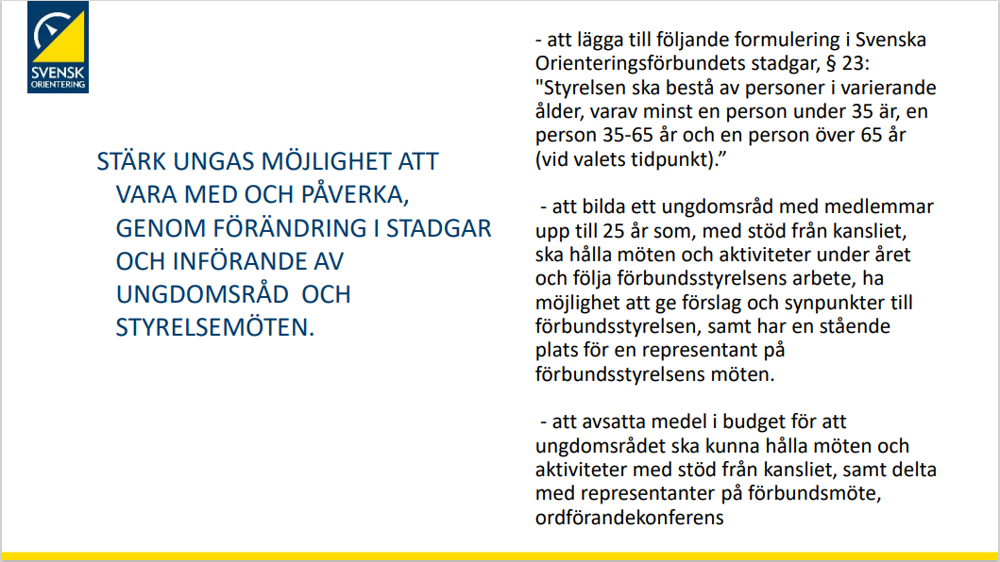 SVENSK
ORIENTERING
STÄRK UNGAS MÖJLIGHET ATT
VARA MED OCH PÅVERKA,
GENOM FÖRÄNDRING I STADGAR
OCH INFÖRANDE AV
UNGDOMSRÅD  OCH
STYRELSEMÖTEN.
- att lägga till följande formulering i Svenska
Orienteringsförbundets stadgar, § 23:
"Styrelsen ska bestå av personer i varierande
ålder, varav minst en person under 35 är, en
person 35-65 år och en person över 65 år
(vid valets tidpunkt).”
- att bilda ett ungdomsråd med medlemmar
upp till 25 år som, med stöd från kansliet,
ska hålla möten och aktiviteter under året
och följa förbundsstyrelsens arbete, ha
möjlighet att ge förslag och synpunkter till
förbundsstyrelsen, samt har en stående
plats för en representant på
förbundsstyrelsens möten.
- att avsatta medel i budget för att
ungdomsrådet ska kunna hålla möten och
aktiviteter med stöd från kansliet, samt delta
med representanter på förbundsmöte,
ordförandekonferens